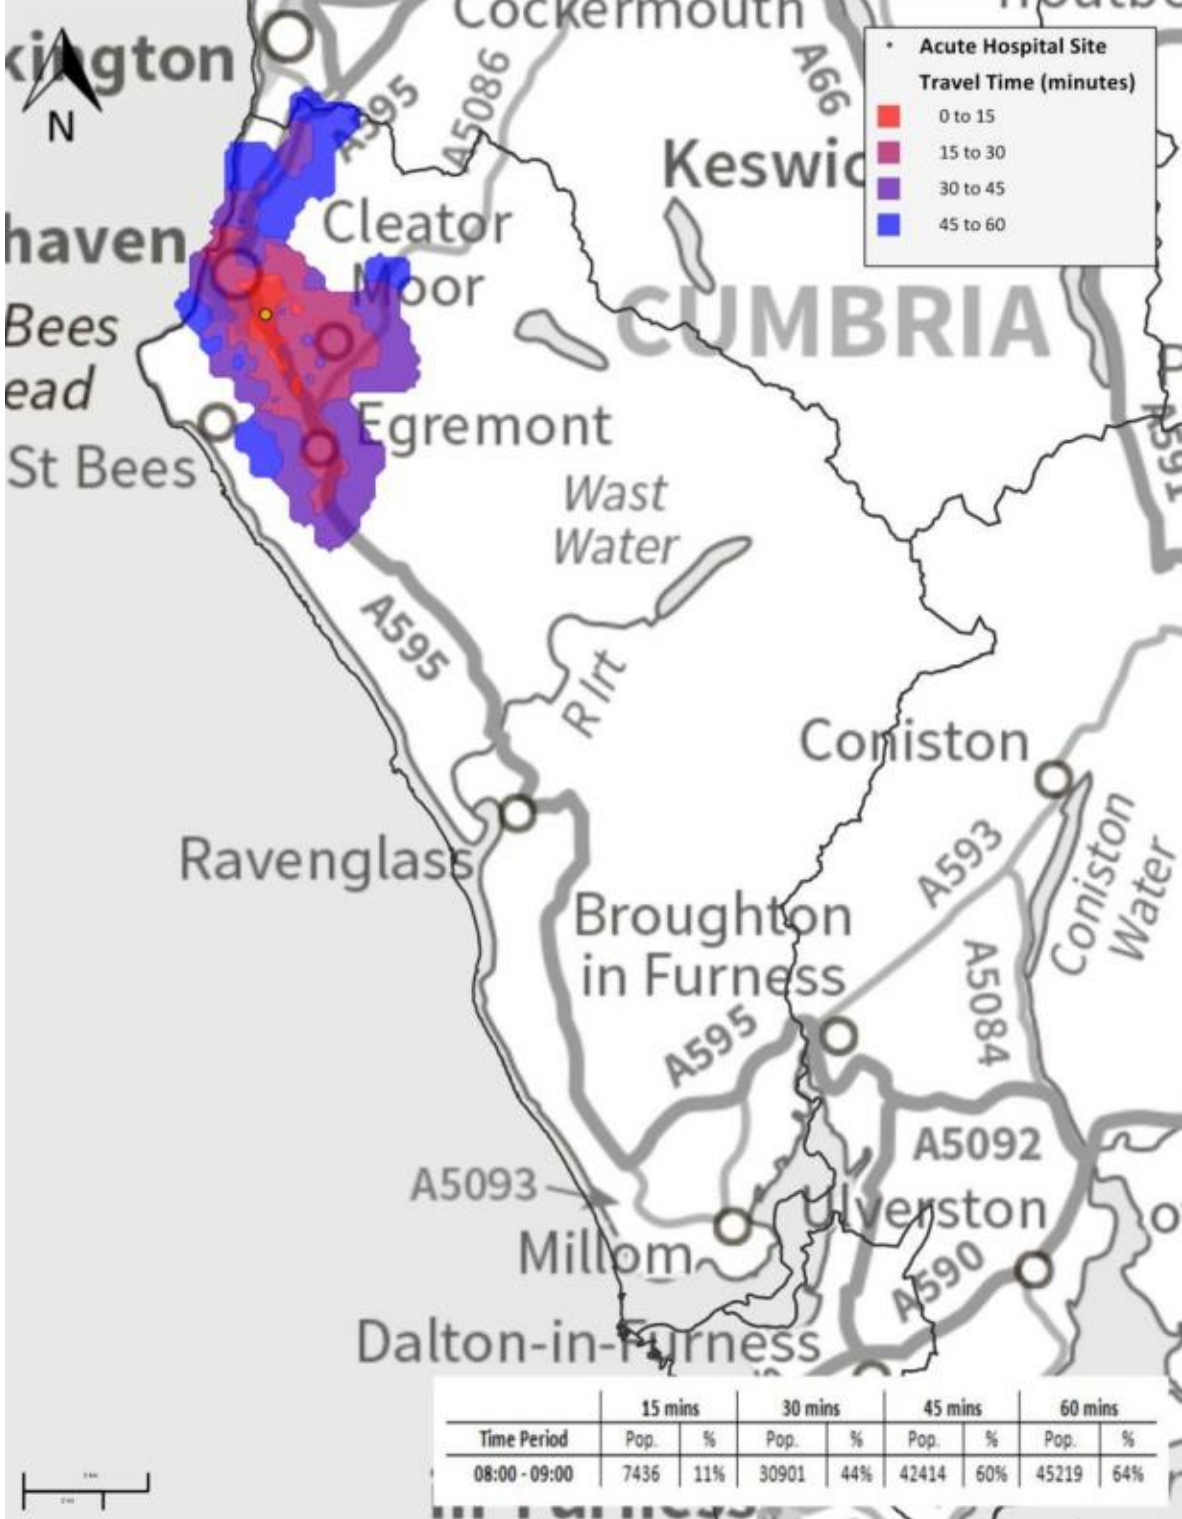 Cockermouth
kington
A66
A5086
A595
N
Acute Hospital Site
Travel Time (minutes)
0 to 15
15 to 30
30 to 45
45 to 60
Keswic
Cleator
Moor
haven
CUMBRIA
Bees
ead
A591
Egremont
St Bees
Wast
Water
A595
R Irt
Coniston
Coniston
Water
A593
Ravenglass
Broughton
in Furness
A5084
A595
A5092
A5093
Ulverston
Millom
A590
Dalton-in-Furness
15 mins 30 mins 45 mins 60 mins
Time Period Pop. % Pop. % Pop. % Pop. %
08:00 - 09:00 7436 11% 30901 44% 42414 60% 45219 64%
in Furness